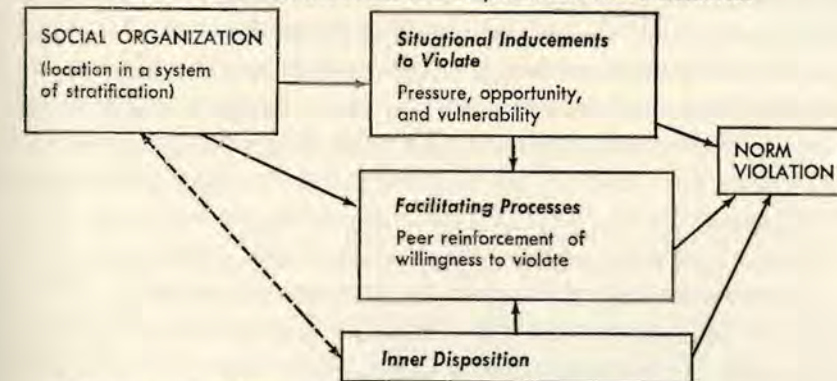 SOCIAL ORGANIZATION
(location in a system
of stratification)
Situational Inducements
to Violate
Pressure, opportunity,
and vulnerability
NORM
VIOLATION
Facilitating Processes
Peer reinforcement of
willingness to violate
Inner Disposition